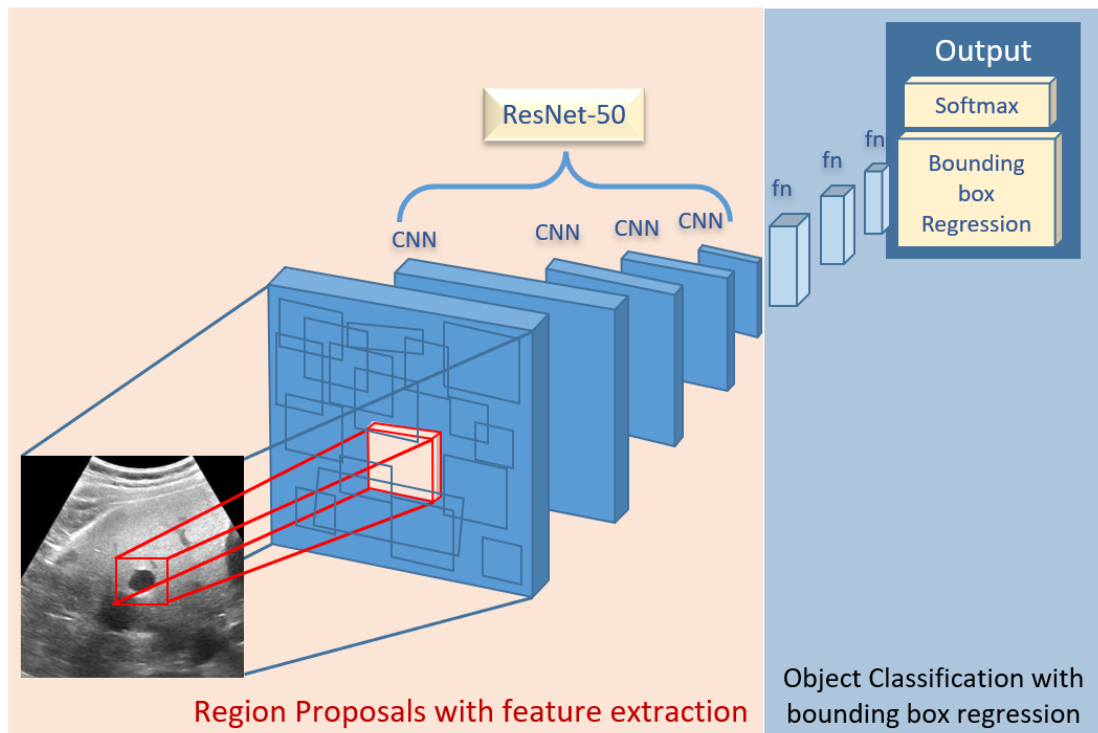 Output
Softmax
Bounding
box
Regression
ResNet-50
fn
fn
fn
CNN
CNN
CNN
CNN
Region Proposals with feature extraction
Object Classification with
bounding box regression